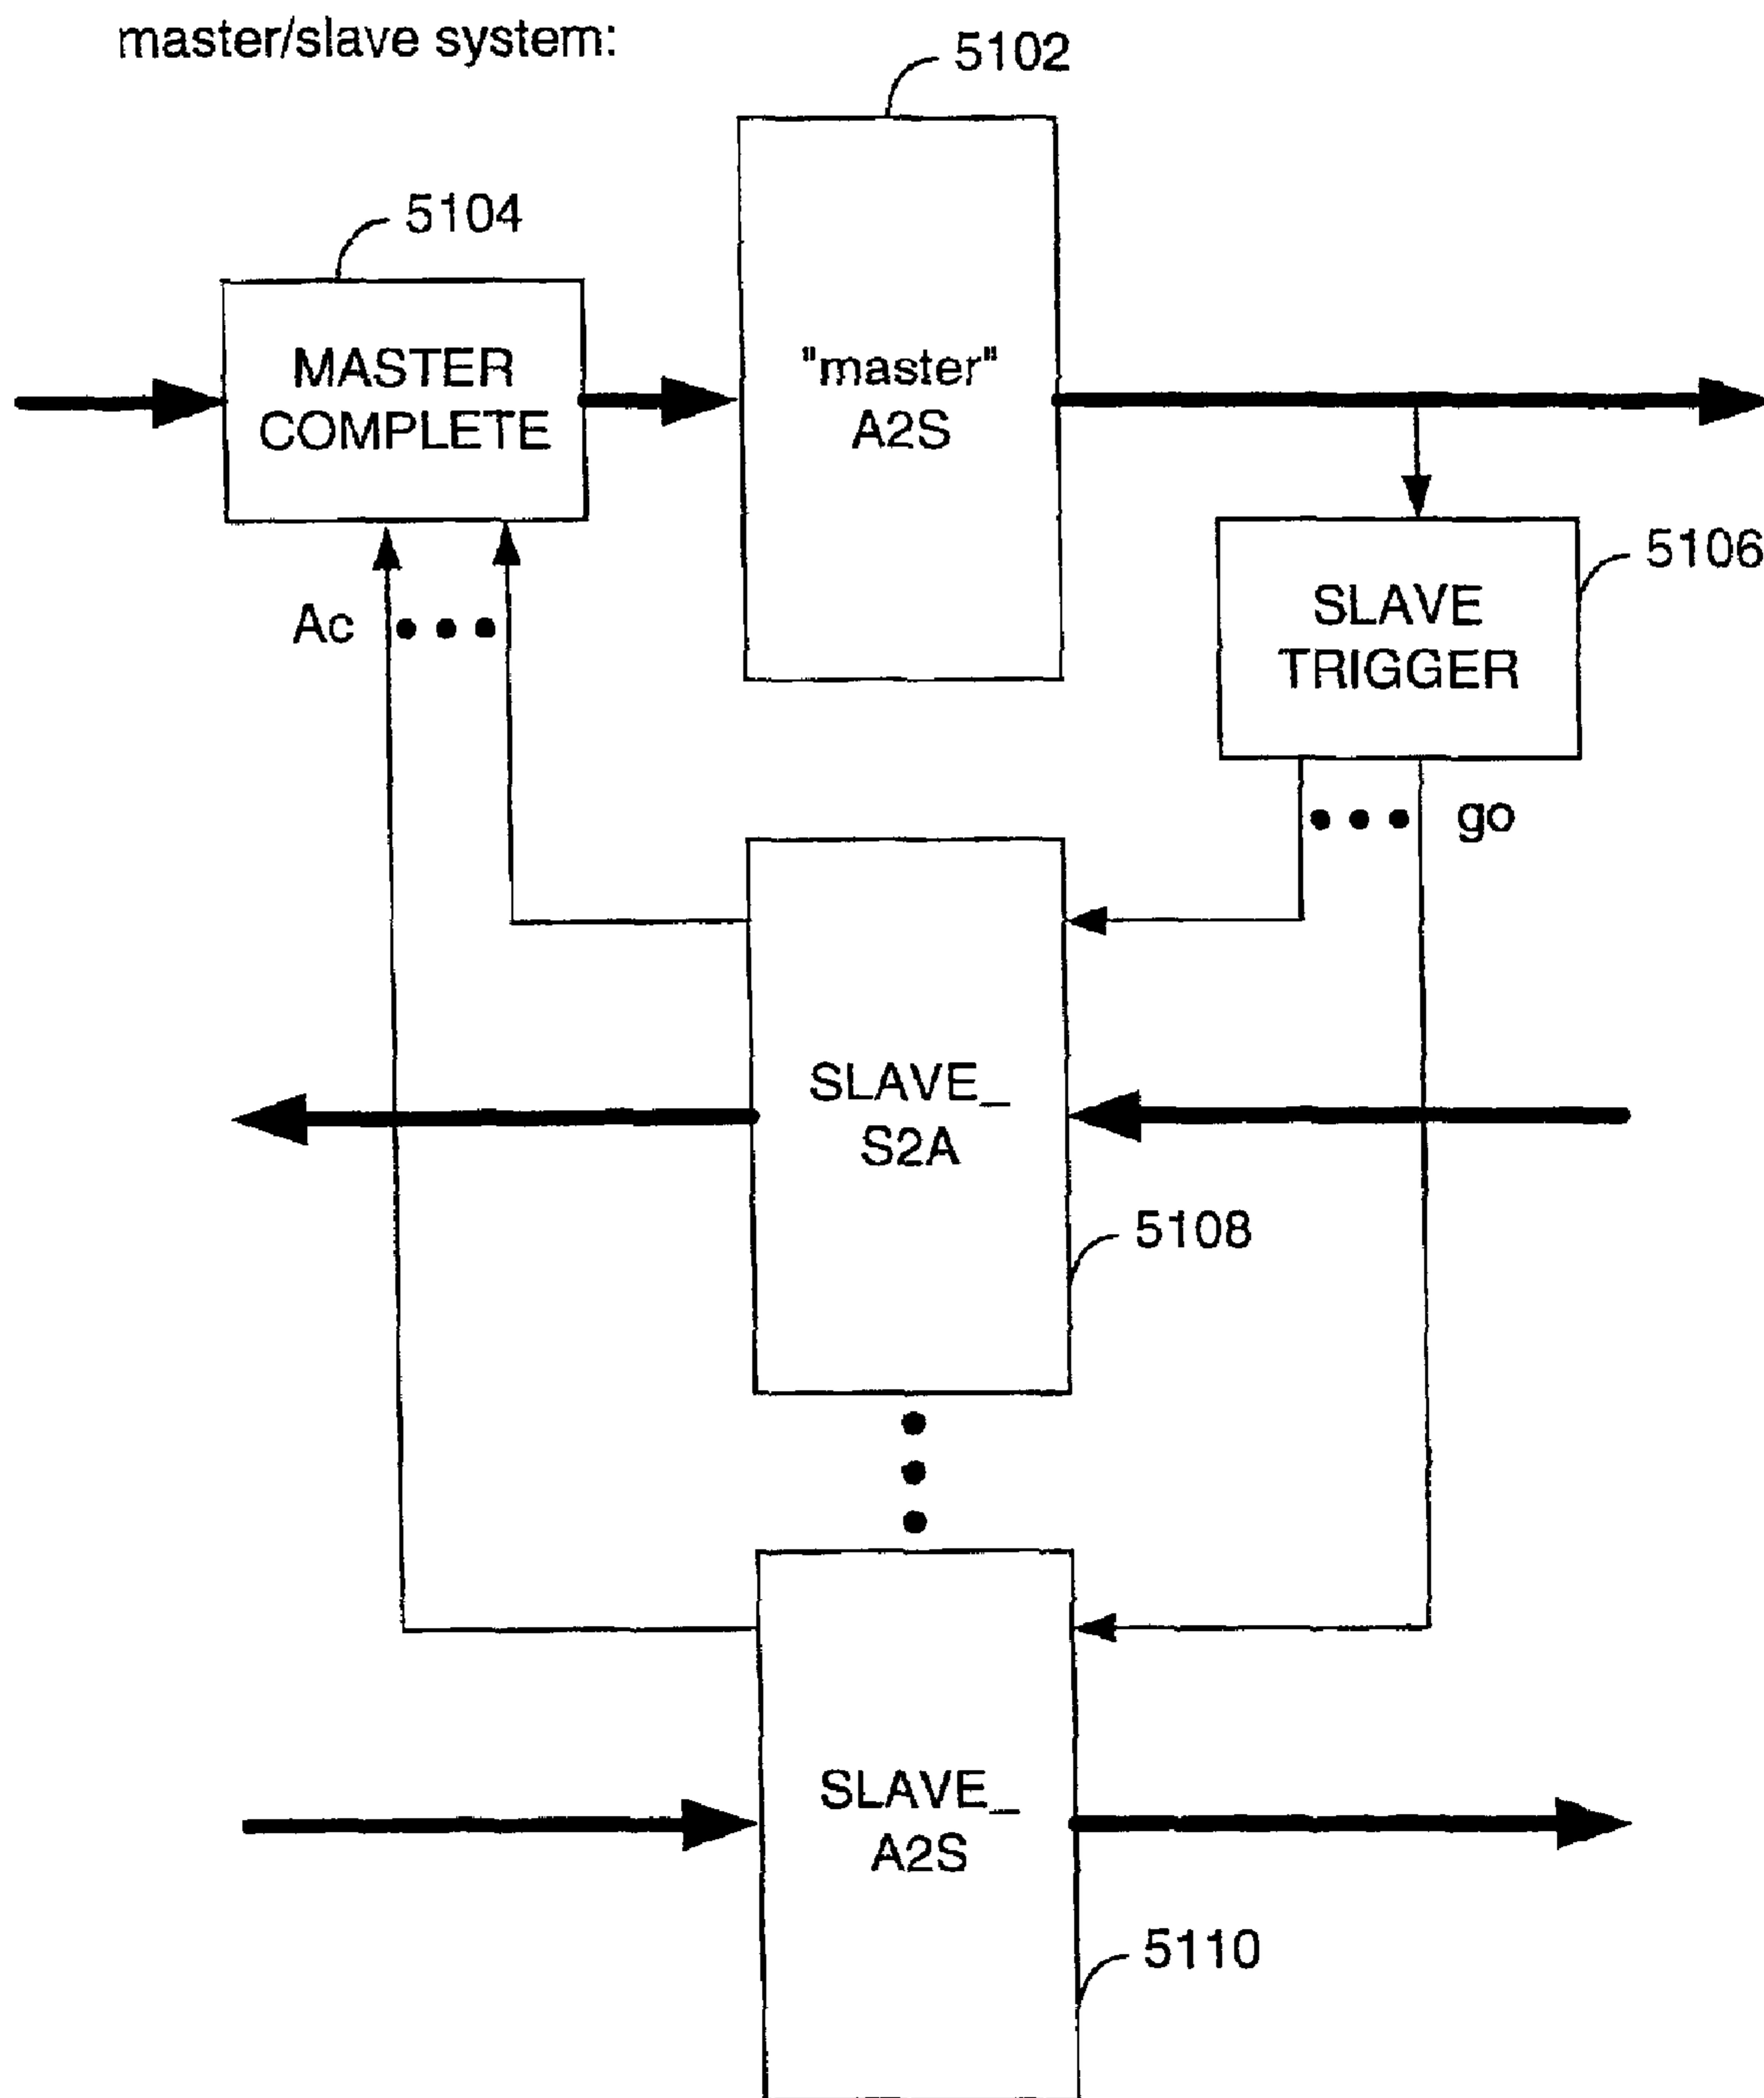 master/slave system:
5102
5104
MASTER
COMPLETE
"master"
A2S
5106
SLAVE
TRIGGER
Ac
go
SLAVE_
S2A
5108
SLAVE_
A2S
5110